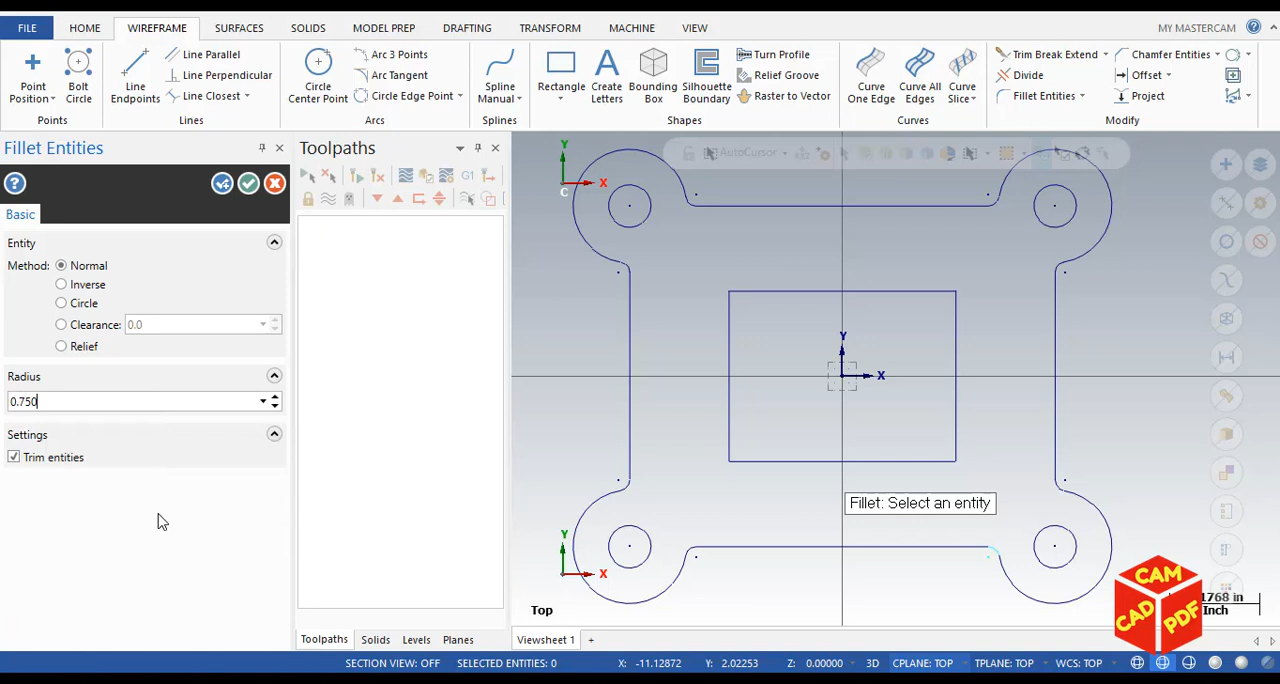 FILE HOME WIREFRAME SURFACES SOLIDS MODEL PREP DRAFTING TRANSFORM MACHINE VIEW MY MASTERCAM
Point Position
Bolt Circle
Points
Line Endpoints
Line Parallel
Line Perpendicular
Line Closest
Lines
Circle Center Point
Arc 3 Points
Arc Tangent
Circle Edge Point
Arcs
Spline Manual
Splines
Rectangle
Create Letters
Bounding Box
Silhouette Boundary
Turn Profile
Relief Groove
Raster to Vector
Shapes
Curve One Edge
Curve All Edges
Curve Slice
Curves
Trim Break Extend
Divide
Fillet Entities
Chamfer Entities
Offset
Project
Modify
Fillet Entities
Basic
Entity
Method: Normal
Inverse
Circle
Clearance: 0.0
Relief
Radius
0.750
Settings
Trim entities
Toolpaths
G1
Toolpaths Solids Levels Planes
AutoCursor
Y
X
C
Y
X
Fillet: Select an entity
Y
X
Top
1768 in
Inch
CAM
CAD
PDF
Viewsheet 1 +
SECTION VIEW: OFF SELECTED ENTITIES: 0 X: -11.12872 Y: 2.02253 Z: 0.00000 3D CPLANE: TOP TPLANE: TOP WCS: TOP